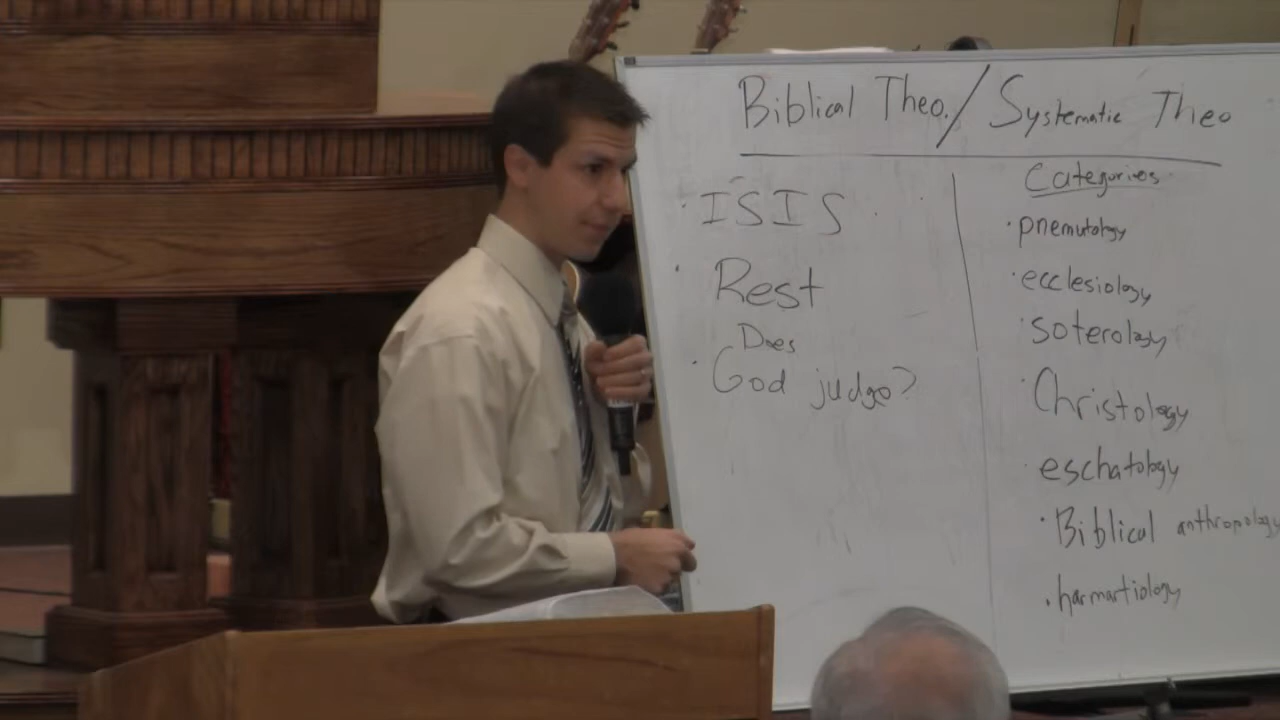 Biblical Theo. / Systematic Theo
· ISIS
· Rest
Does
· God judge?
Categories
· pnemutology
· ecclesiology
· soterology
· Christology
· eschatology
· Biblical anthropology
· harmartiology